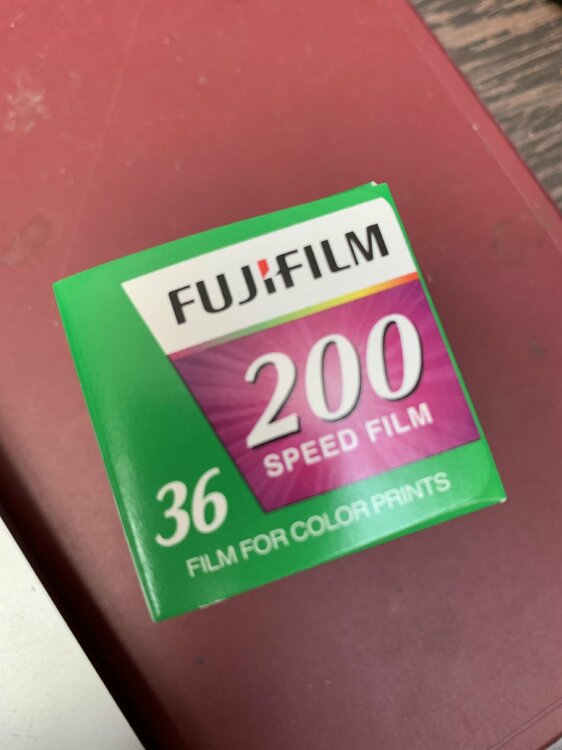 FUJIFILM
200
SPEED FILM
36
FILM FOR COLOR PRINTS